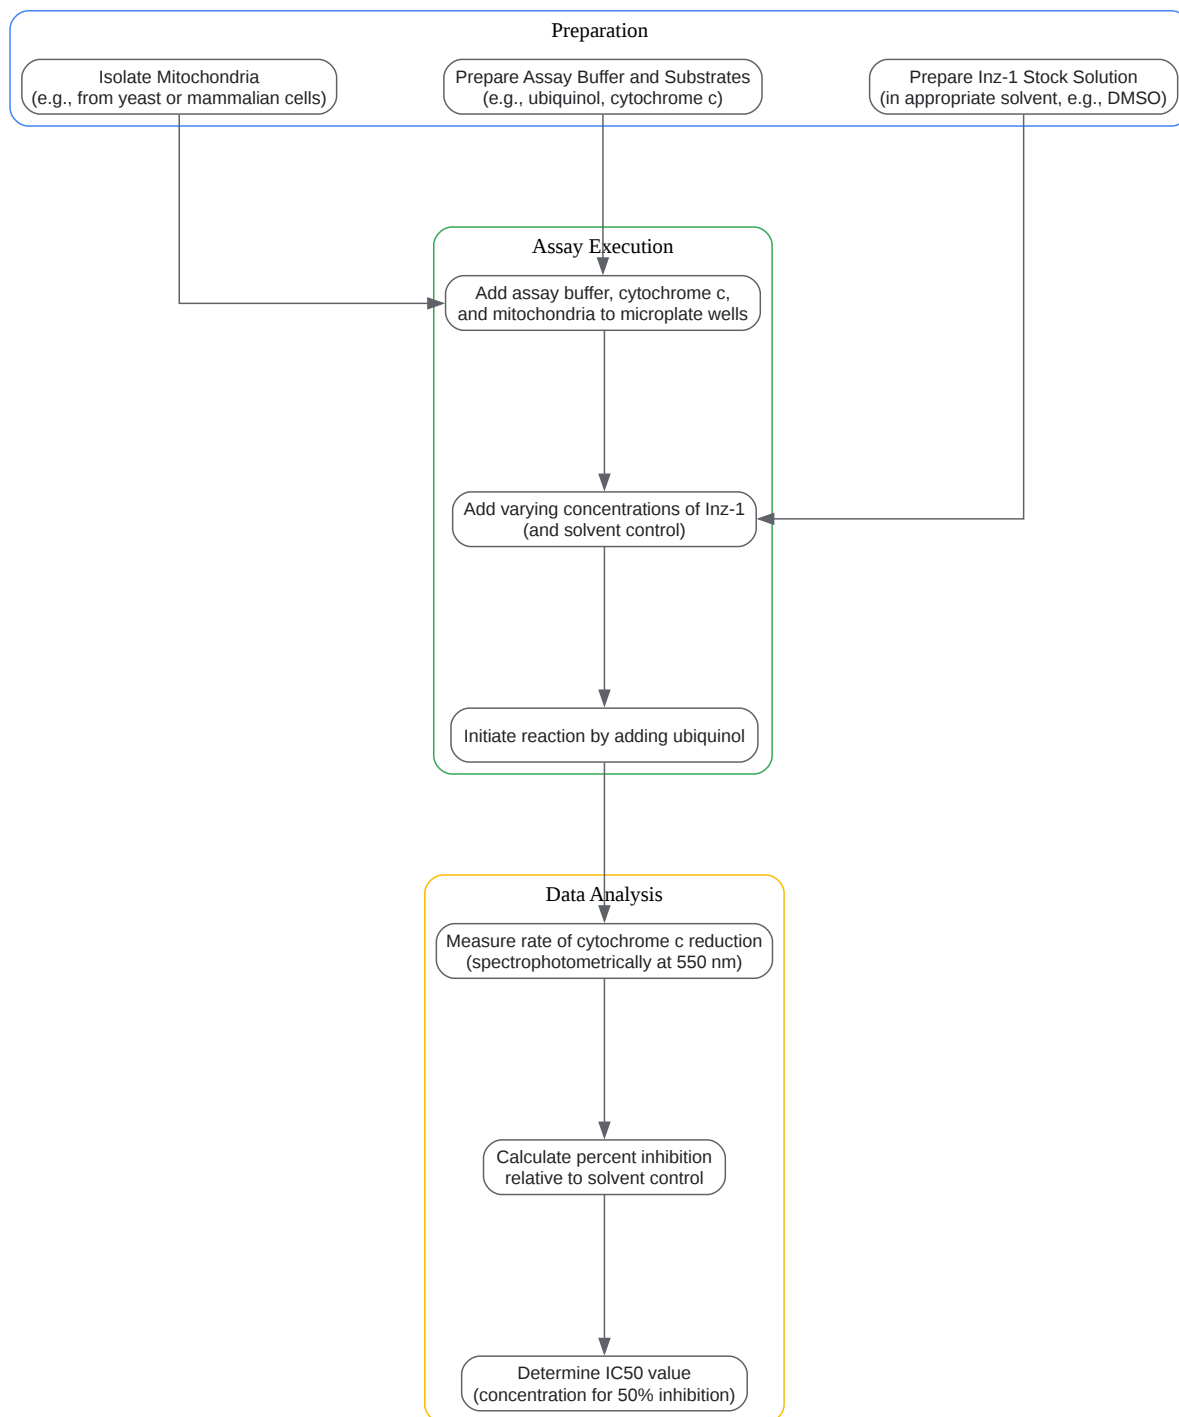 Preparation
Isolate Mitochondria
(e.g., from yeast or mammalian cells)
Prepare Assay Buffer and Substrates
(e.g., ubiquinol, cytochrome c)
Prepare Inz-1 Stock Solution
(in appropriate solvent, e.g., DMSO)
Assay Execution
Add assay buffer, cytochrome c,
and mitochondria to microplate wells
Add varying concentrations of Inz-1
(and solvent control)
Initiate reaction by adding ubiquinol
Data Analysis
Measure rate of cytochrome c reduction
(spectrophotometrically at 550 nm)
Calculate percent inhibition
relative to solvent control
Determine IC50 value
(concentration for 50% inhibition)